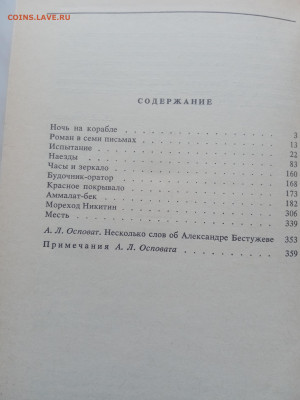 COINS.LAVE.RU
СОДЕРЖАНИЕ
Ночь на корабле . . . . . . . . . . . . . . . 3
Роман в семи письмах . . . . . . . . . . . . 13
Испытание . . . . . . . . . . . . . . . . . 22
Наезды . . . . . . . . . . . . . . . . . . 83
Часы и зеркало . . . . . . . . . . . . . . . 160
Будочник-оратор . . . . . . . . . . . . . . 168
Красное покрывало . . . . . . . . . . . . . 173
Аммалат-бек . . . . . . . . . . . . . . . . 182
Мореход Никитин . . . . . . . . . . . . . . 306
Месть . . . . . . . . . . . . . . . . . . . 339
А. Л. Осповат. Несколько слов об Александре Бестужеве 353
Примечания А. Л. Осповата . . . . . . . . . . 359